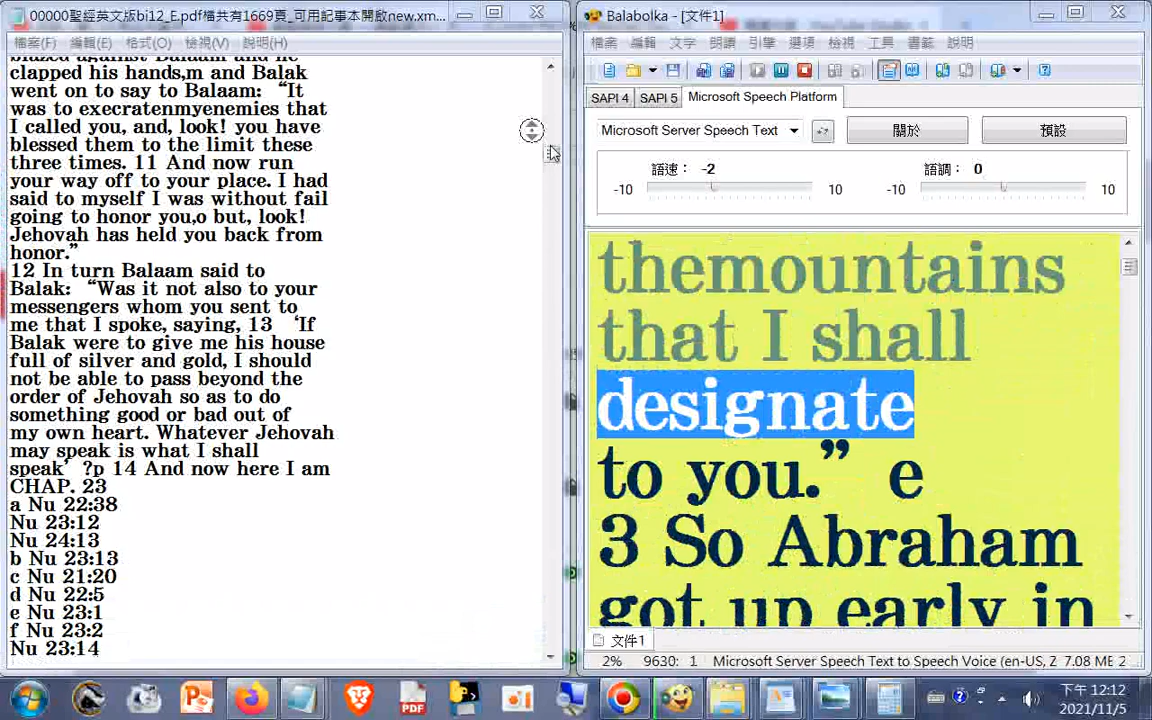 00000聖經英文版bi12_E.pdf檔共有1669頁_可用記事本開啟new.xm...
檔案(F) 編輯(E) 格式(O) 檢視(V) 說明(H)
blazed against Balaam and he
clapped his hands,m and Balak
went on to say to Balaam: “It
was to execratenmyenemies that
I called you, and, look! you have
blessed them to the limit these
three times. 11 And now run
your way off to your place. I had
said to myself I was without fail
going to honor you,o but, look!
Jehovah has held you back from
honor.”
12 In turn Balaam said to
Balak: “Was it not also to your
messengers whom you sent to
me that I spoke, saying, 13 ‘If
Balak were to give me his house
full of silver and gold, I should
not be able to pass beyond the
order of Jehovah so as to do
something good or bad out of
my own heart. Whatever Jehovah
may speak is what I shall
speak’ ?p 14 And now here I am
CHAP. 23
a Nu 22:38
Nu 23:12
Nu 24:13
b Nu 23:13
c Nu 21:20
d Nu 22:5
e Nu 23:1
f Nu 23:2
Nu 23:14
Balabolka - [文件1]
檔案 編輯 文字 朗讀 引擎 選項 檢視 工具 書籤 說明
SAPI 4 SAPI 5 Microsoft Speech Platform
Microsoft Server Speech Text 關於 預設
語速: -2 語調: 0
-10 10 -10 10
themountains
that I shall
designate
to you.” e
3 So Abraham
got up early in
文件1
2% 9630: 1 Microsoft Server Speech Text to Speech Voice (en-US, Z 7.08 MB 2
下午 12:12
2021/11/5